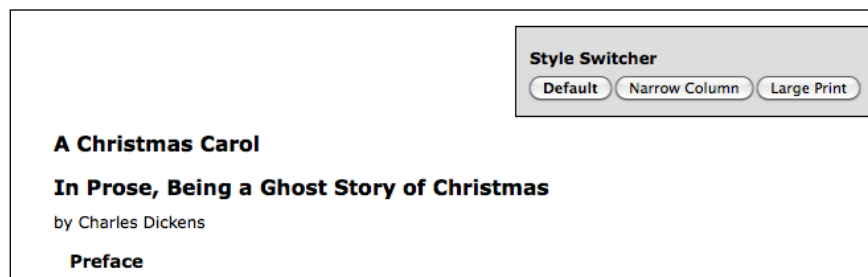 Style Switcher
Default Narrow Column Large Print
A Christmas Carol
In Prose, Being a Ghost Story of Christmas
by Charles Dickens
Preface